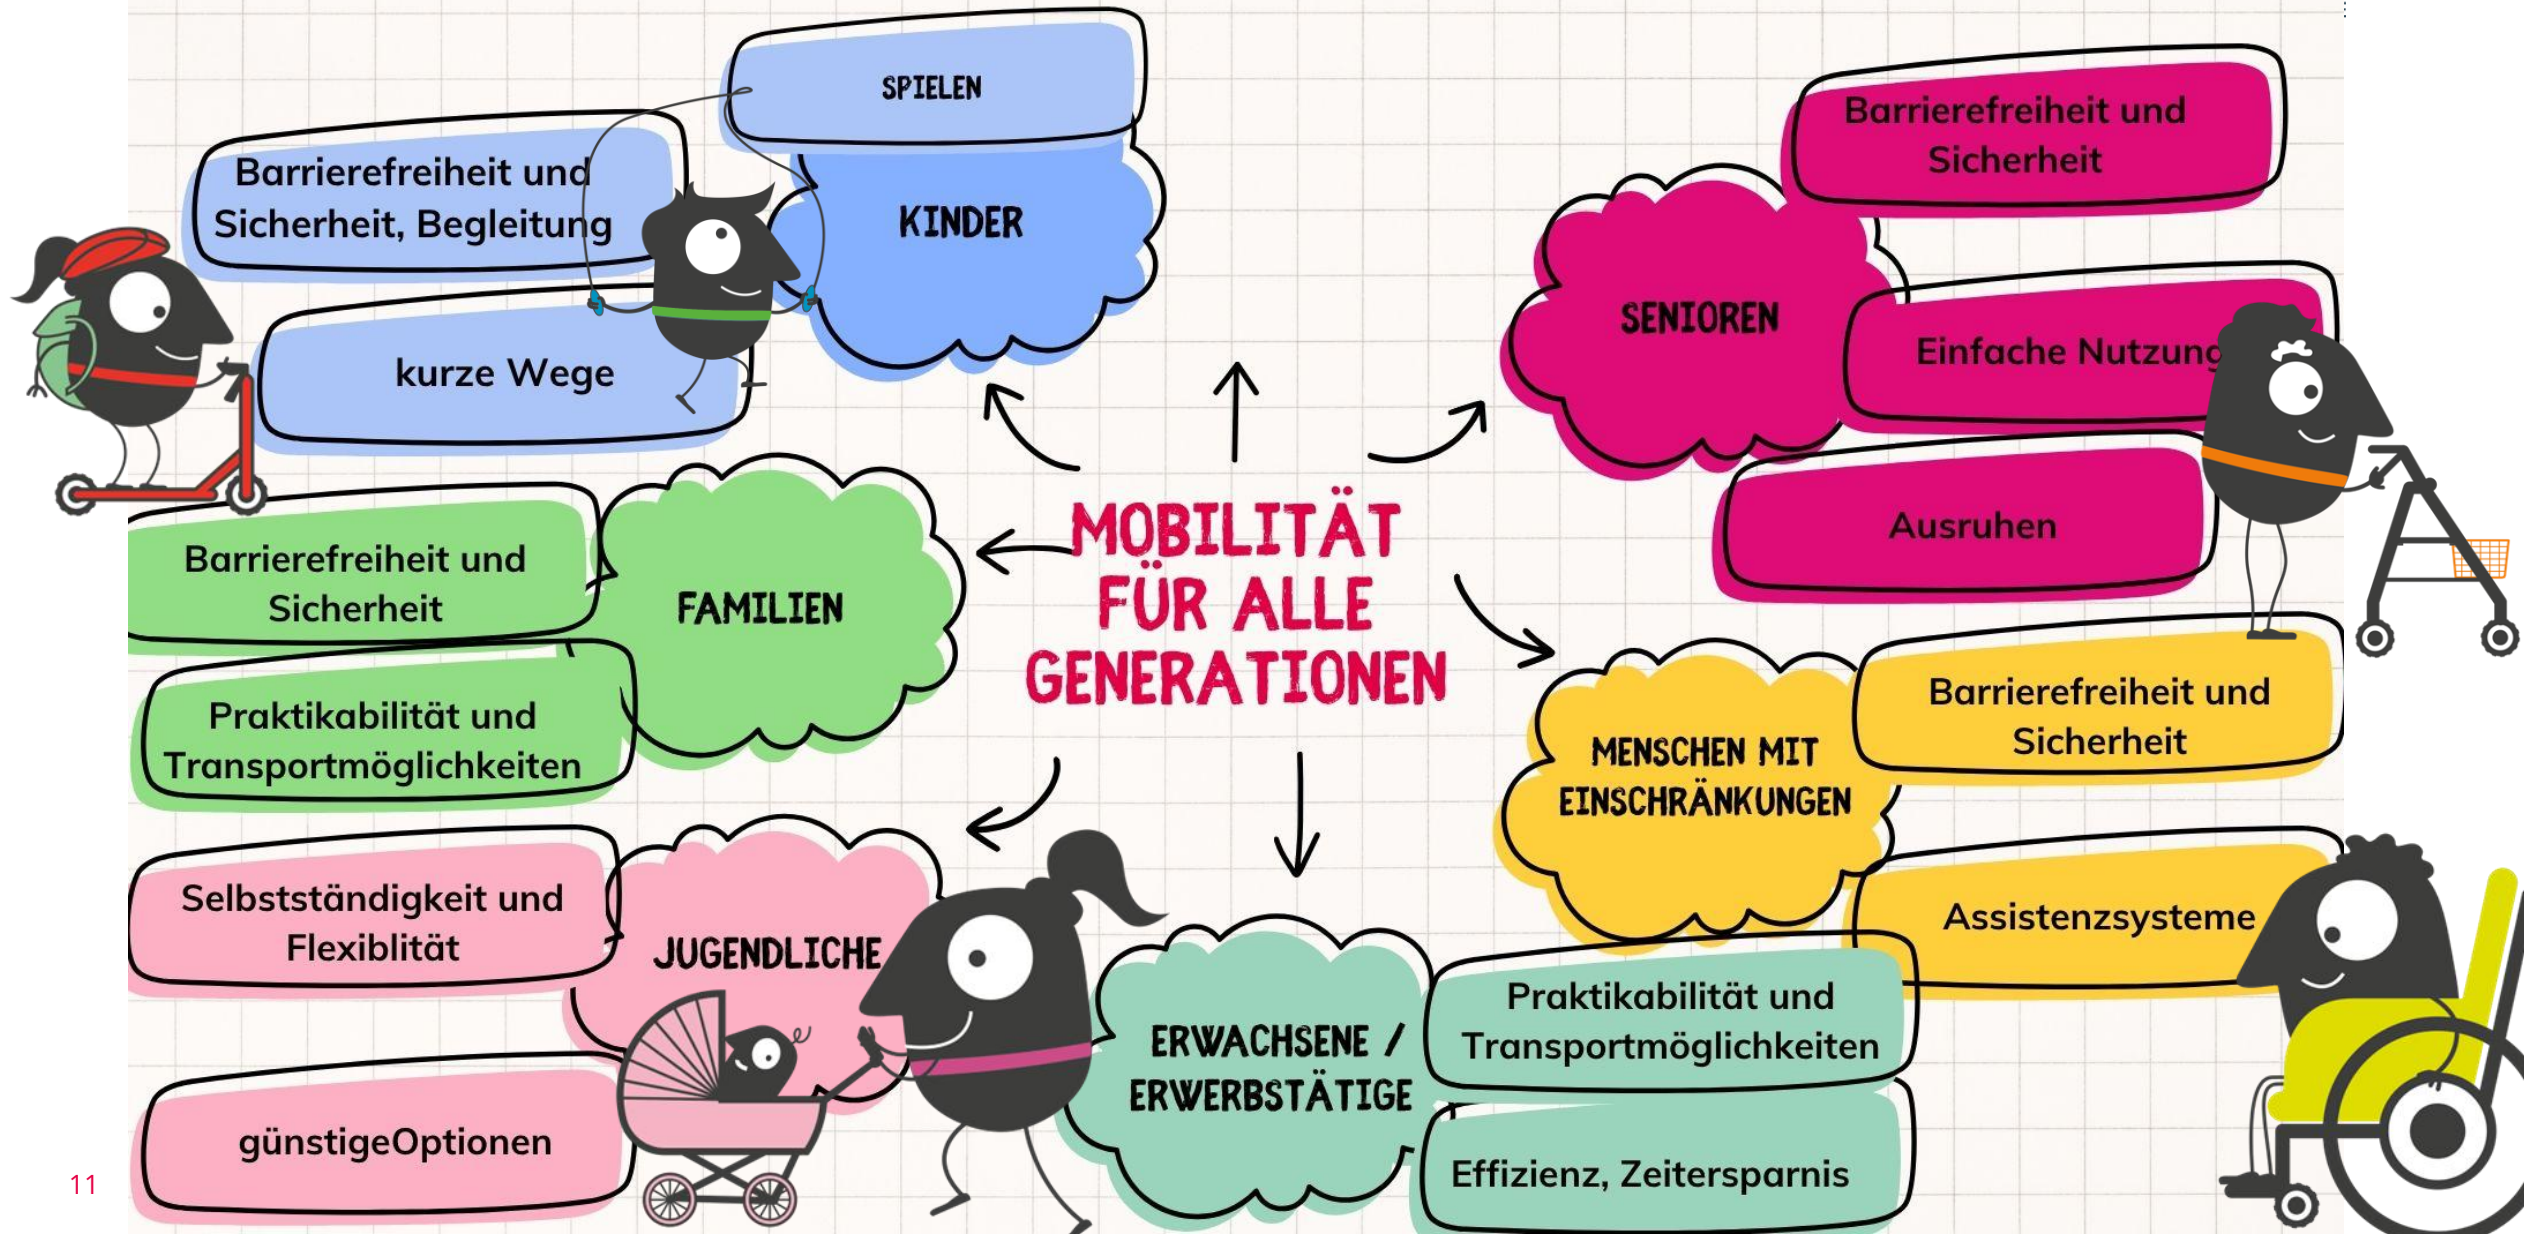 SPIELEN
Barrierefreiheit und
Sicherheit, Begleitung
KINDER
kurze Wege
Barrierefreiheit und
Sicherheit
SENIOREN
Einfache Nutzung
Ausruhen
MOBILITÄT
FÜR ALLE
GENERATIONEN
Barrierefreiheit und
Sicherheit
FAMILIEN
Praktikabilität und
Transportmöglichkeiten
Barrierefreiheit und
Sicherheit
MENSCHEN MIT
EINSCHRÄNKUNGEN
Assistenzsysteme
Selbstständigkeit und
Flexiblität
JUGENDLICHE
günstigeOptionen
ERWACHSENE /
ERWERBSTÄTIGE
Praktikabilität und
Transportmöglichkeiten
Effizienz, Zeitersparnis
11